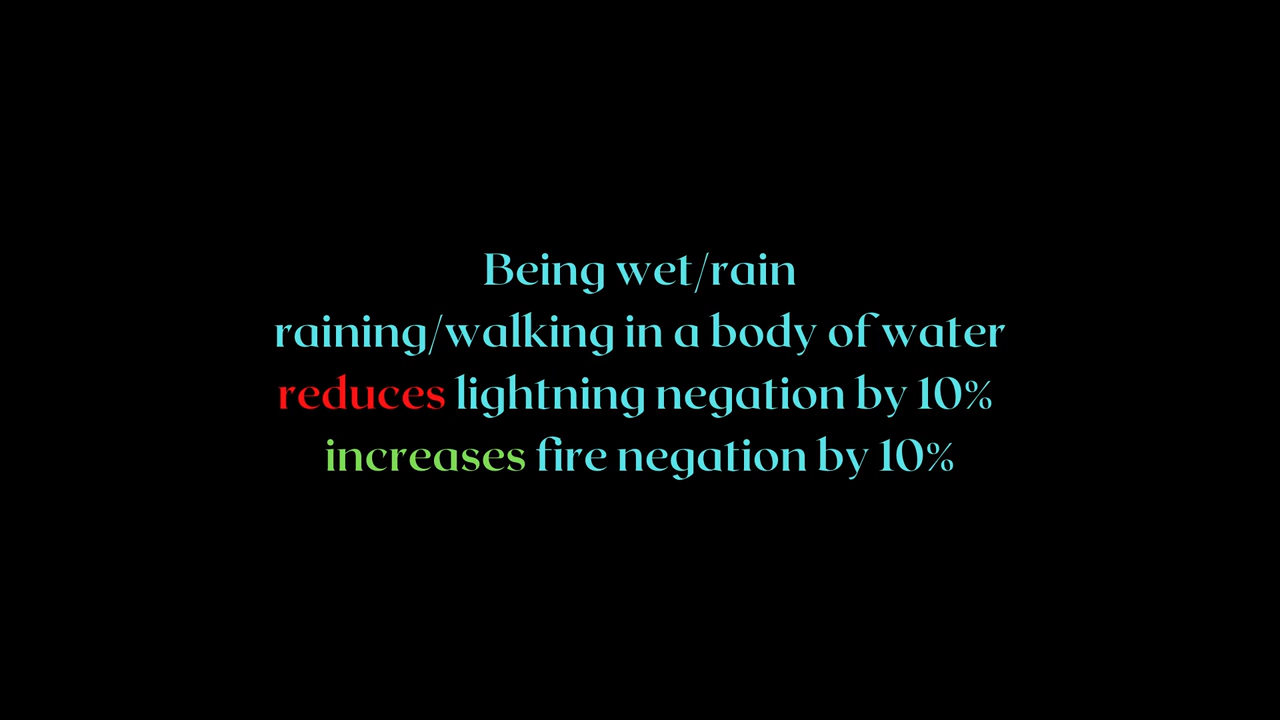 Being wet/rain
raining/walking in a body of water
reduces lightning negation by 10%
increases fire negation by 10%